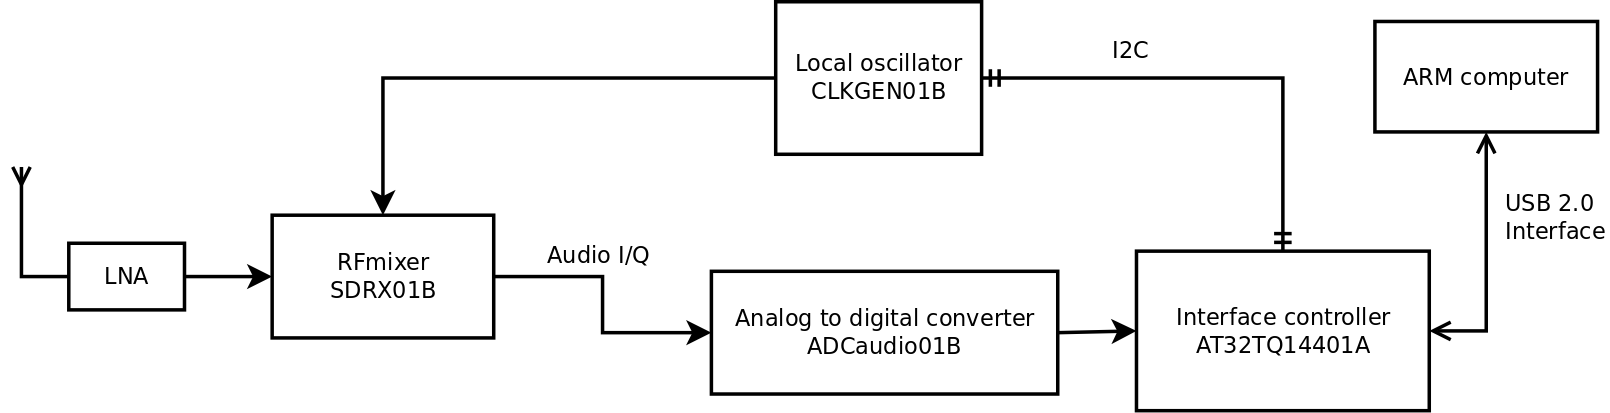 Local oscillator
CLKGEN01B
I2C
ARM computer
USB 2.0
Interface
LNA
RFmixer
SDRX01B
Audio I/Q
Analog to digital converter
ADCaudio01B
Interface controller
AT32TQ14401A